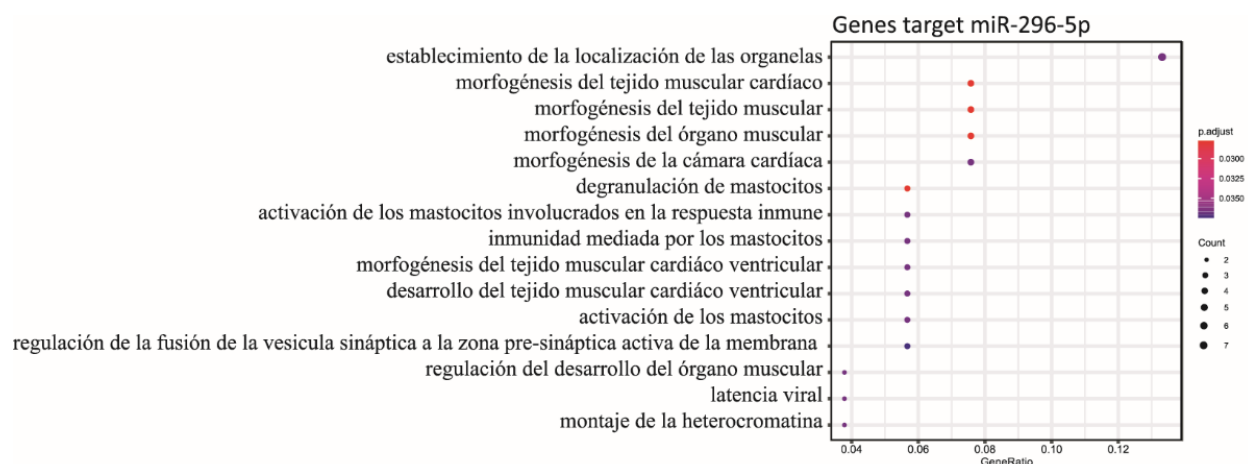 Genes target miR-296-5p
establecimiento de la localización de las organelas
morfogénesis del tejido muscular cardíaco
morfogénesis del tejido muscular
morfogénesis del órgano muscular
morfogénesis de la cámara cardíaca
degranulación de mastocitos
activación de los mastocitos involucrados en la respuesta inmune
inmunidad mediada por los mastocitos
morfogénesis del tejido muscular cardiáco ventricular
desarrollo del tejido muscular cardiáco ventricular
activación de los mastocitos
regulación de la fusión de la vesicula sináptica a la zona pre-sináptica activa de la membrana
regulación del desarrollo del órgano muscular
latencia viral
montaje de la heterocromatina
0.04 0.06 0.08 0.10 0.12
GeneRatio
p.adjust
0.0300
0.0325
0.0350
Count
2
3
4
5
6
7